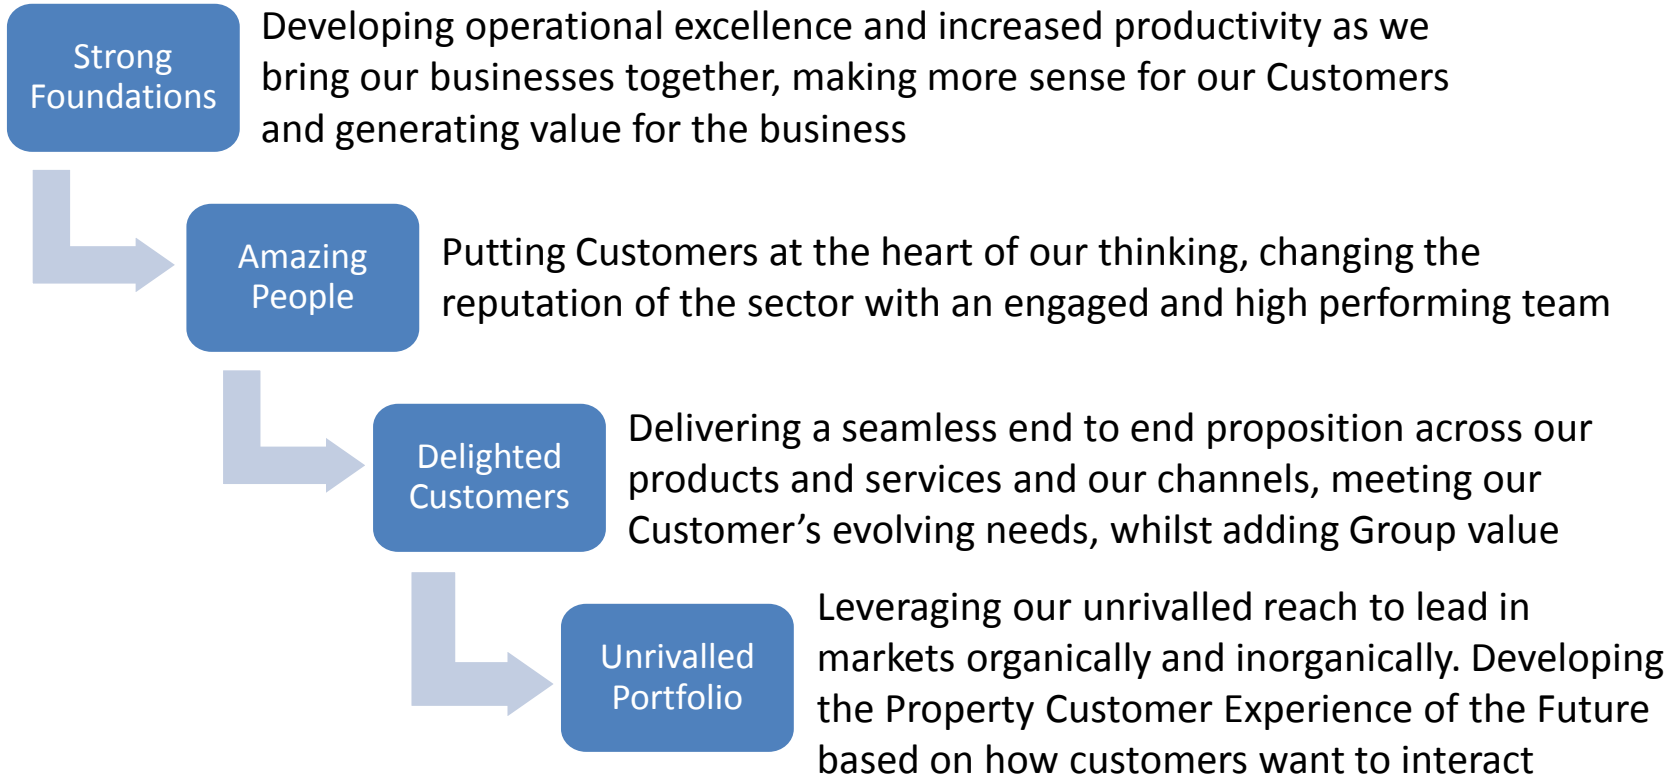 Strong
Foundations
Developing operational excellence and increased productivity as we
bring our businesses together, making more sense for our Customers
and generating value for the business
Amazing
People
Putting Customers at the heart of our thinking, changing the
reputation of the sector with an engaged and high performing team
Delighted
Customers
Delivering a seamless end to end proposition across our
products and services and our channels, meeting our
Customer’s evolving needs, whilst adding Group value
Unrivalled
Portfolio
Leveraging our unrivalled reach to lead in
markets organically and inorganically. Developing
the Property Customer Experience of the Future
based on how customers want to interact